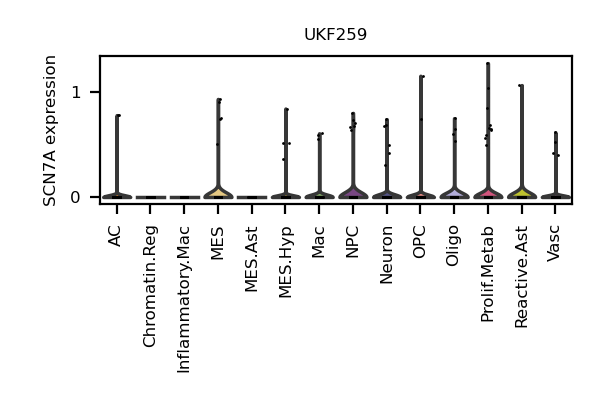 UKF259
SCN7A expression
1
0
AC
Chromatin.Reg
Inflammatory.Mac
MES
MES.Ast
MES.Hyp
Mac
NPC
Neuron
OPC
Oligo
Prolif.Metab
Reactive.Ast
Vasc